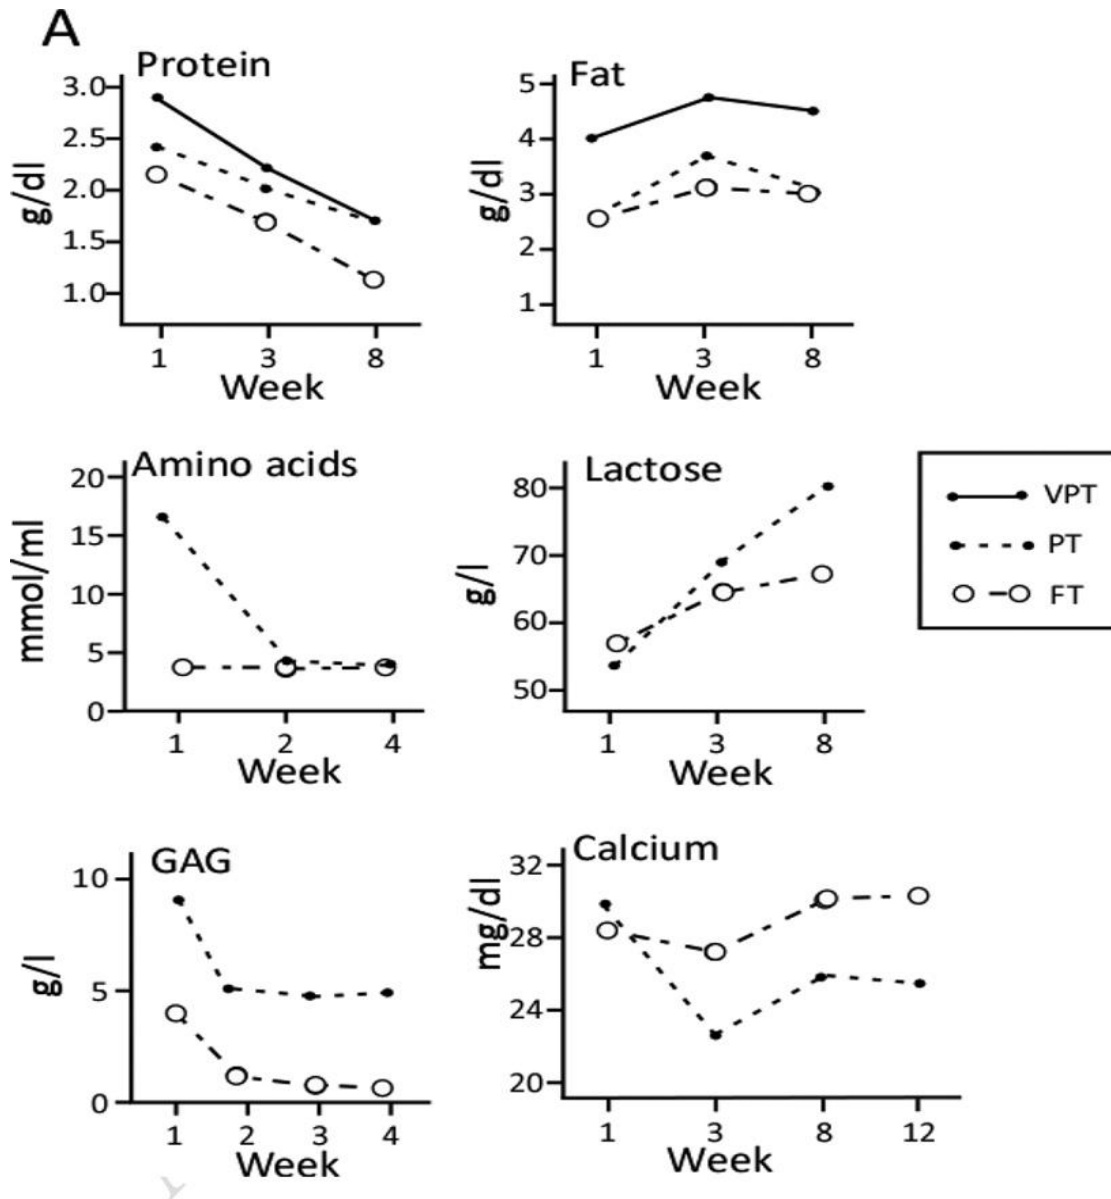 A
Protein
3.0
2.5
2.0
1.5
1.0
g/dl
1 3 8
Week
Fat
5
4
3
2
1
g/dl
1 3 8
Week
Amino acids
20
15
10
5
0
mmol/ml
1 2 4
Week
Lactose
80
70
60
50
g/l
1 3 8
Week
VPT
PT
FT
GAG
10
5
0
g/l
1 2 3 4
Week
Calcium
32
28
24
20
mg/dl
1 3 8 12
Week